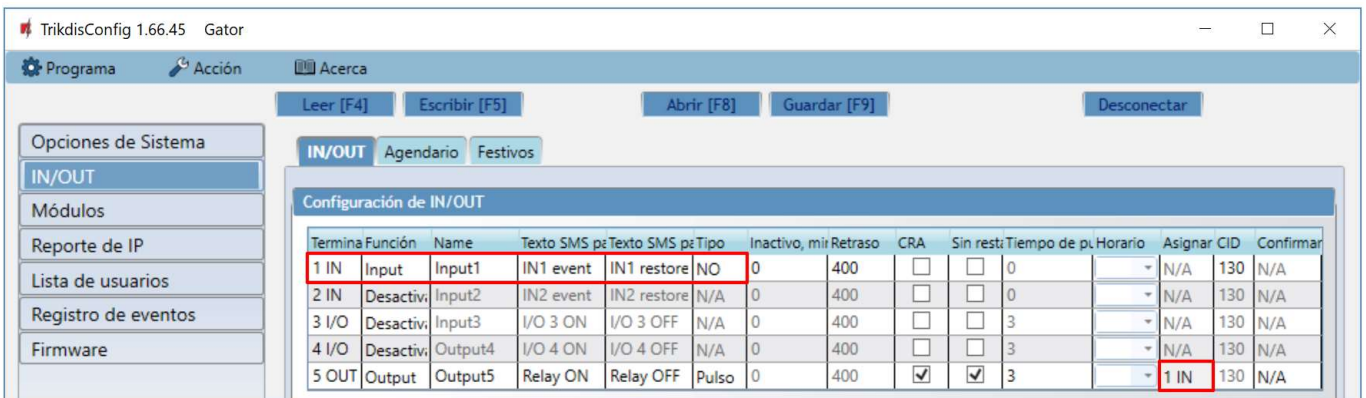 TrikdisConfig 1.66.45 Gator
Programa Acción Acerca
Leer [F4] Escribir [F5] Abrir [F8] Guardar [F9] Desconectar
Opciones de Sistema
IN/OUT
Módulos
Reporte de IP
Lista de usuarios
Registro de eventos
Firmware
IN/OUT Agendario Festivos
Configuración de IN/OUT
Termina Función Name Texto SMS pa Texto SMS pa Tipo Inactivo, mir Retraso CRA Sin resta Tiempo de pu Horario Asignar CID Confirmar
1 IN Input Input1 IN1 event IN1 restore NO 0 400 0 N/A 130 N/A
2 IN Desactiva Input2 IN2 event IN2 restore N/A 0 400 0 N/A 130 N/A
3 I/O Desactiva Input3 I/O 3 ON I/O 3 OFF N/A 0 400 3 N/A 130 N/A
4 I/O Desactiva Output4 I/O 4 ON I/O 4 OFF N/A 0 400 3 N/A 130 N/A
5 OUT Output Output5 Relay ON Relay OFF Pulso 0 400 3 1 IN 130 N/A